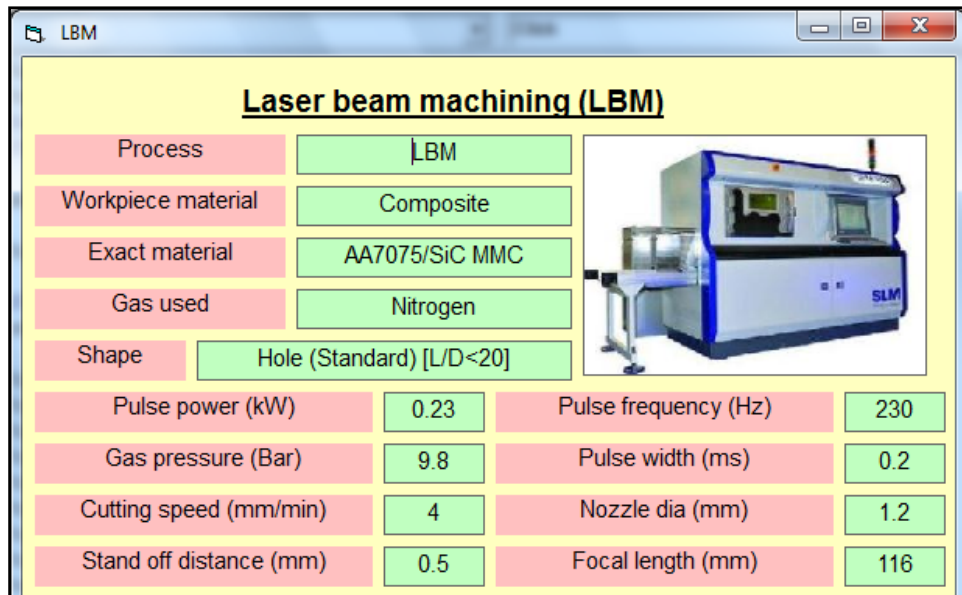 LBM
Laser beam machining (LBM)
Process LBM
Workpiece material Composite
Exact material AA7075/SiC MMC
Gas used Nitrogen
Shape Hole (Standard) [L/D<20]
SLM
Pulse power (kW) 0.23 Pulse frequency (Hz) 230
Gas pressure (Bar) 9.8 Pulse width (ms) 0.2
Cutting speed (mm/min) 4 Nozzle dia (mm) 1.2
Stand off distance (mm) 0.5 Focal length (mm) 116